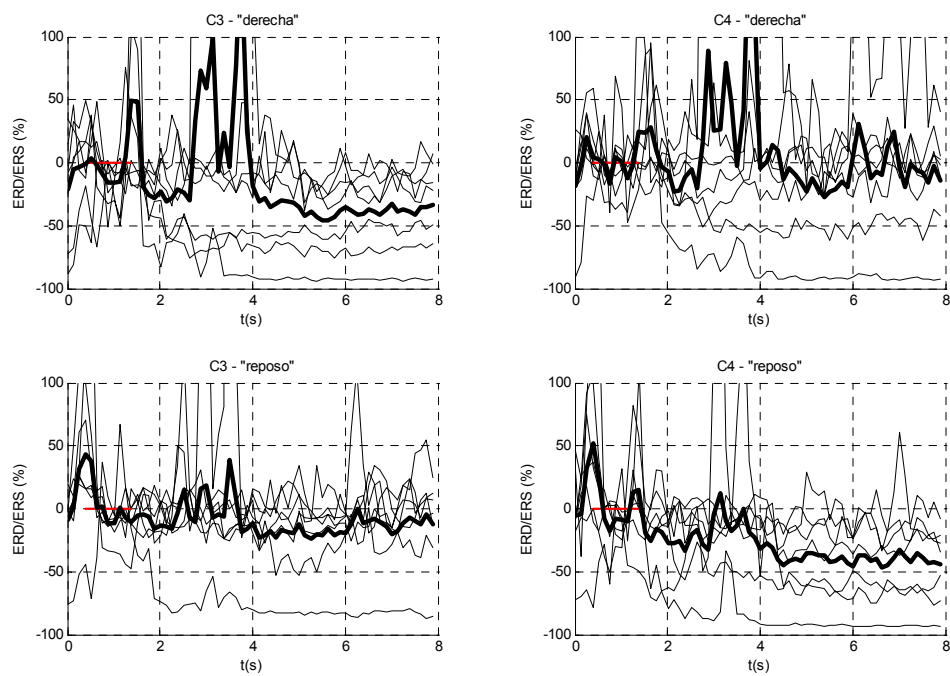 C3 - "derecha"
100
50
0
-50
-100
ERD/ERS (%)
0 2 4 6 8
t(s)
C4 - "derecha"
100
50
0
-50
-100
ERD/ERS (%)
0 2 4 6 8
t(s)
C3 - "reposo"
100
50
0
-50
-100
ERD/ERS (%)
0 2 4 6 8
t(s)
C4 - "reposo"
100
50
0
-50
-100
ERD/ERS (%)
0 2 4 6 8
t(s)